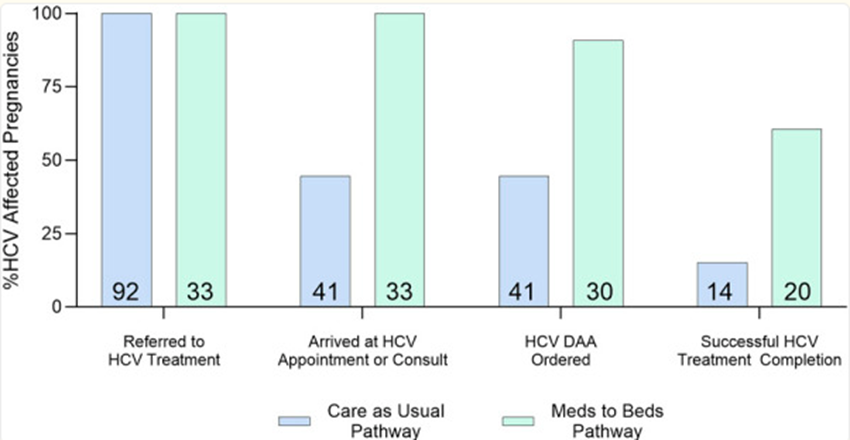 %HCV Affected Pregnancies
100
75
50
25
0
92
33
41
33
41
30
14
20
Referred to
HCV Treatment
Arrived at HCV
Appointment or Consult
HCV DAA
Ordered
Successful HCV
Treatment Completion
Care as Usual
Pathway
Meds to Beds
Pathway